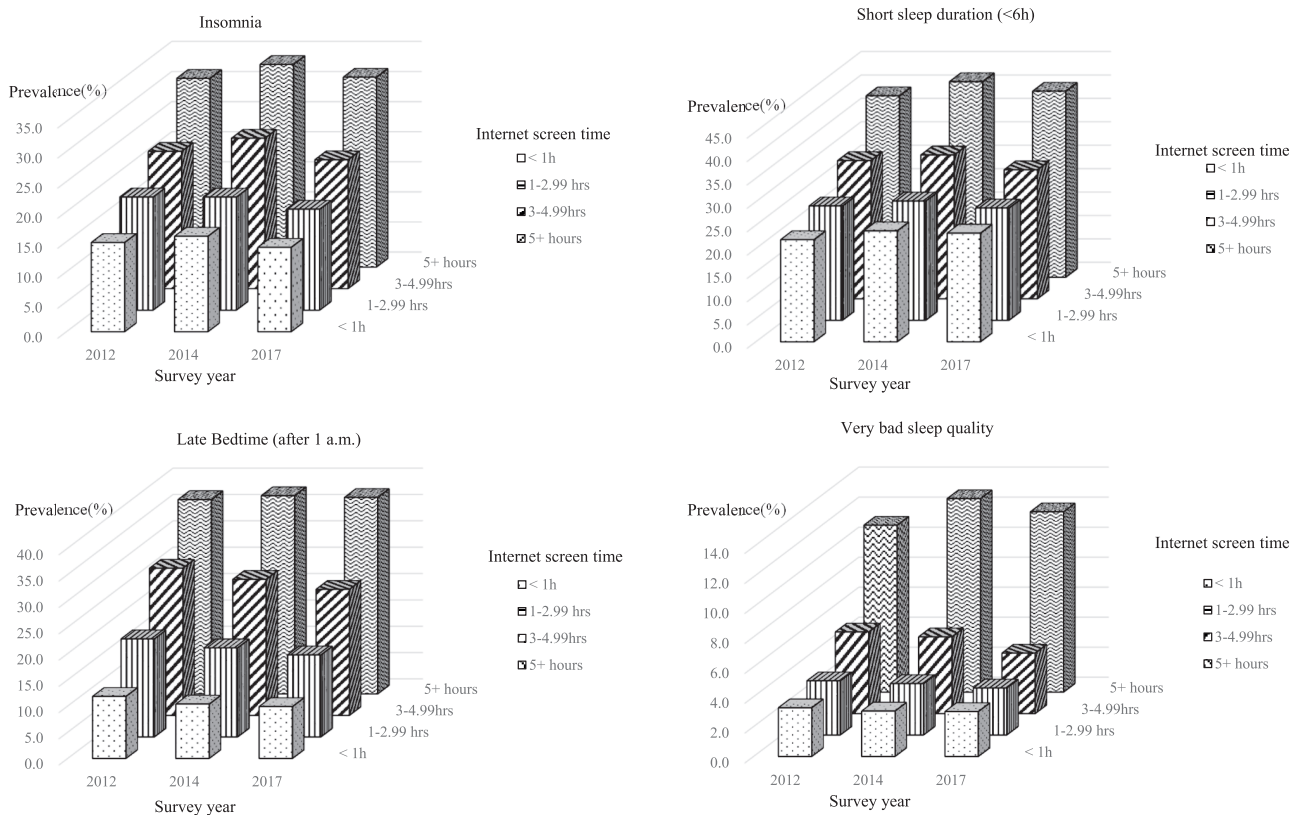 Insomnia
Prevalence(%)
35.0
30.0
25.0
20.0
15.0
10.0
5.0
0.0
2012 2014 2017
Survey year
5+ hours
3-4.99hrs
1-2.99 hrs
< 1h
Internet screen time
< 1h
1-2.99 hrs
3-4.99hrs
5+ hours
Short sleep duration (<6h)
Prevalence(%)
45.0
40.0
35.0
30.0
25.0
20.0
15.0
10.0
5.0
0.0
2012 2014 2017
Survey year
5+ hours
3-4.99hrs
1-2.99 hrs
< 1h
Internet screen time
< 1h
1-2.99 hrs
3-4.99hrs
5+ hours
Late Bedtime (after 1 a.m.)
Prevalence(%)
40.0
35.0
30.0
25.0
20.0
15.0
10.0
5.0
0.0
2012 2014 2017
Survey year
5+ hours
3-4.99hrs
1-2.99 hrs
< 1h
Internet screen time
< 1h
1-2.99 hrs
3-4.99hrs
5+ hours
Very bad sleep quality
Prevalence(%)
14.0
12.0
10.0
8.0
6.0
4.0
2.0
0.0
2012 2014 2017
Survey year
5+ hours
3-4.99hrs
1-2.99 hrs
< 1h
Internet screen time
< 1h
1-2.99 hrs
3-4.99hrs
5+ hours